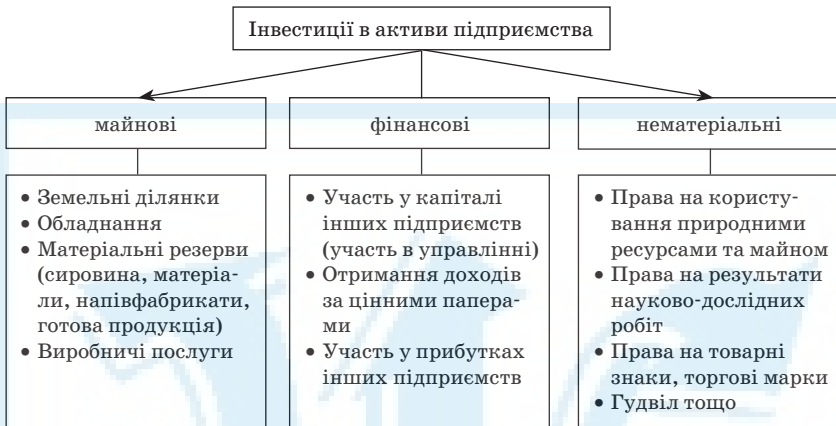 Інвестиції в активи підприємства
майнові
фінансові
нематеріальні
• Земельні ділянки
• Обладнання
• Матеріальні резерви
(сировина, матеріа-
ли, напівфабрикати,
готова продукція)
• Виробничі послуги
• Участь у капіталі
інших підприємств
(участь в управлінні)
• Отримання доходів
за цінними папера-
ми
• Участь у прибутках
інших підприємств
• Права на користу-
вання природними
ресурсами та майном
• Права на результати
науково-дослідних
робіт
• Права на товарні
знаки, торгові марки
• Гудвіл тощо